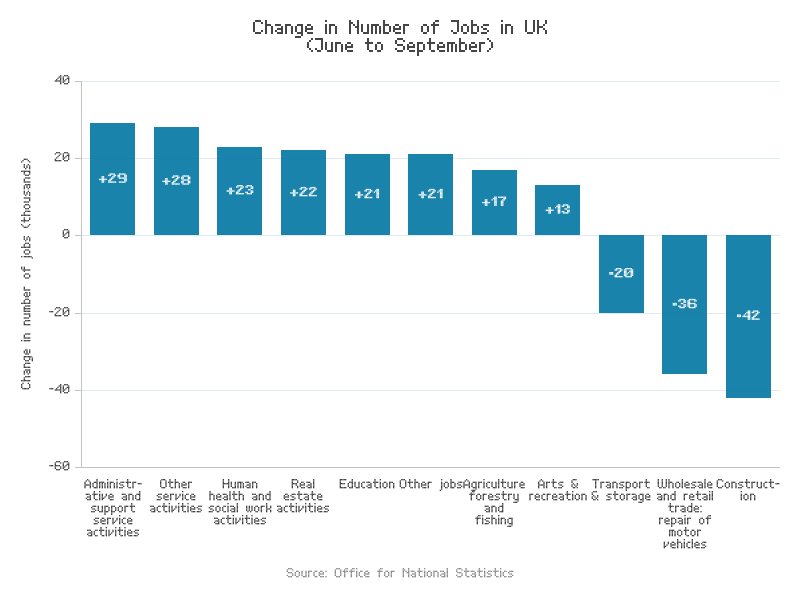 Change in Number of Jobs in UK
(June to September)
Change in number of jobs (thousands)
40
20
0
-20
-40
-60
+29
+28
+23
+22
+21
+21
+17
+13
-20
-36
-42
Administr-
ative and
support
service
activities
Other
service
activities
Human
health and
social work
activities
Real
estate
activities
Education
Other jobs
Agriculture
forestry
and
fishing
Arts &
recreation
Transport
& storage
Wholesale
and retail
trade:
repair of
motor
vehicles
Construct-
ion
Source: Office for National Statistics